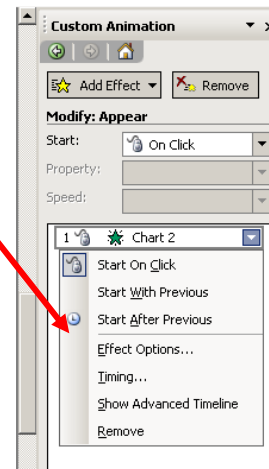 Custom Animation
Add Effect Remove
Modify: Appear
Start: On Click
Property:
Speed:
1 Chart 2
Start On Click
Start With Previous
Start After Previous
Effect Options...
Timing...
Show Advanced Timeline
Remove